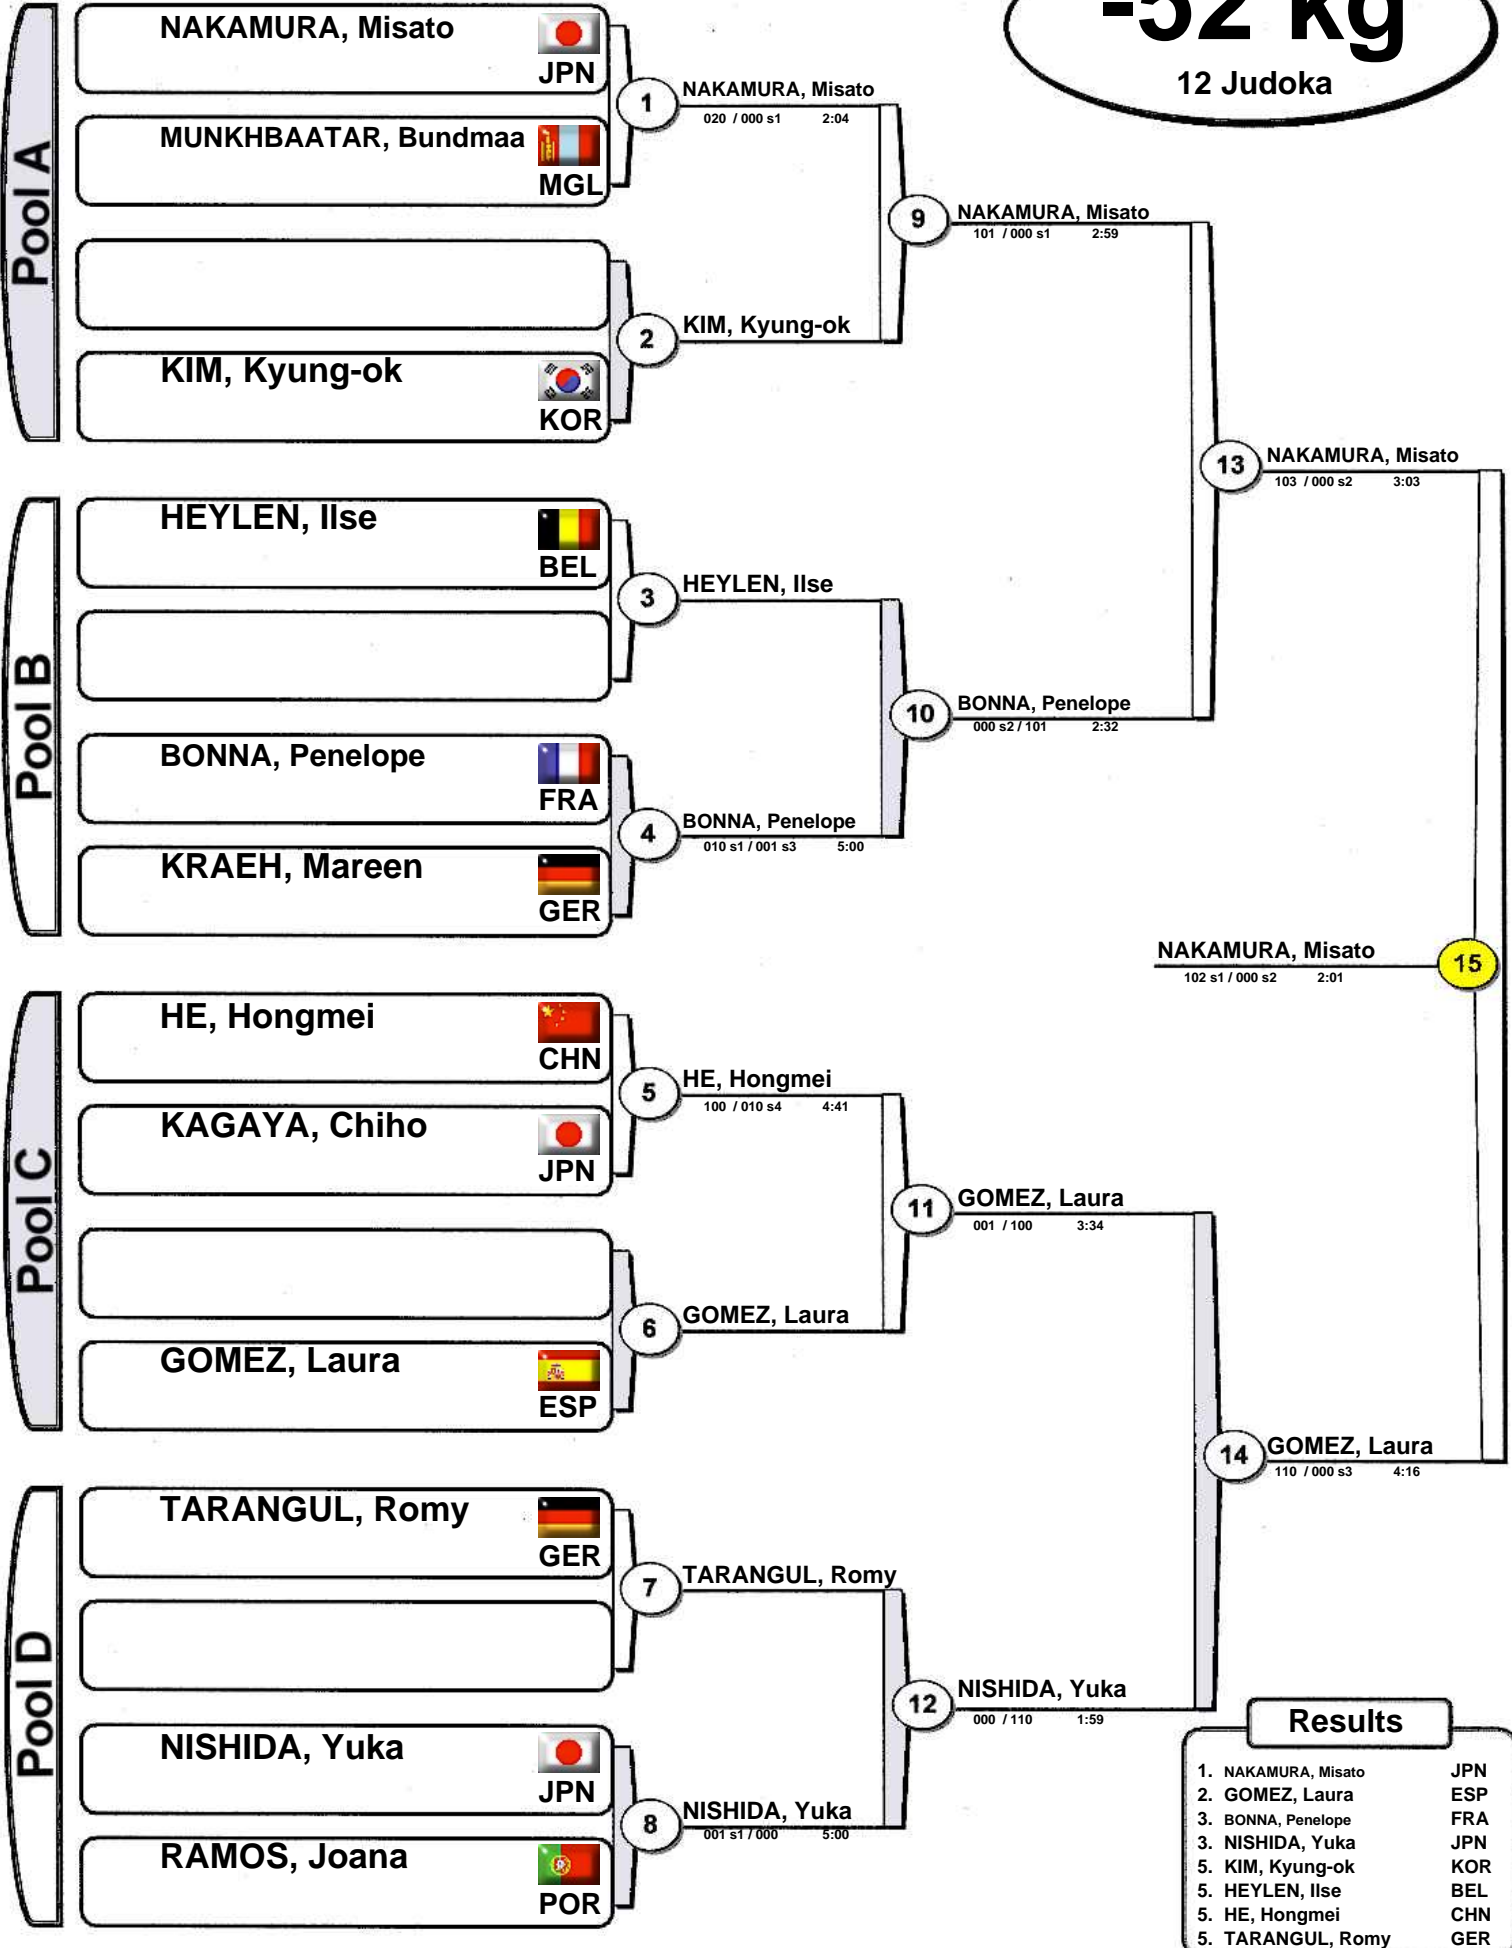 -52 kg
12 Judoka
Pool A
NAKAMURA, Misato
JPN
MUNKHBAATAR, Bundmaa
MGL
KIM, Kyung-ok
KOR
1
NAKAMURA, Misato
020 / 000 s1 2:04
2
KIM, Kyung-ok
9
NAKAMURA, Misato
101 / 000 s1 2:59
Pool B
HEYLEN, Ilse
BEL
BONNA, Penelope
FRA
KRAEH, Mareen
GER
3
HEYLEN, Ilse
4
BONNA, Penelope
010 s1 / 001 s3 5:00
10
BONNA, Penelope
000 s2 / 101 2:32
13
NAKAMURA, Misato
103 / 000 s2 3:03
NAKAMURA, Misato
102 s1 / 000 s2 2:01
15
Pool C
HE, Hongmei
CHN
KAGAYA, Chiho
JPN
GOMEZ, Laura
ESP
5
HE, Hongmei
100 / 010 s4 4:41
6
GOMEZ, Laura
11
GOMEZ, Laura
001 / 100 3:34
Pool D
TARANGUL, Romy
GER
NISHIDA, Yuka
JPN
RAMOS, Joana
POR
7
TARANGUL, Romy
8
NISHIDA, Yuka
001 s1 / 000 5:00
12
NISHIDA, Yuka
000 / 110 1:59
14
GOMEZ, Laura
110 / 000 s3 4:16
Results
1. NAKAMURA, Misato JPN
2. GOMEZ, Laura ESP
3. BONNA, Penelope FRA
3. NISHIDA, Yuka JPN
5. KIM, Kyung-ok KOR
5. HEYLEN, Ilse BEL
5. HE, Hongmei CHN
5. TARANGUL, Romy GER